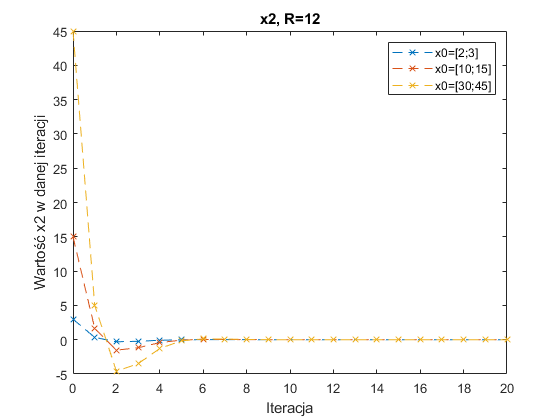 x2, R=12
x0=[2;3]
x0=[10;15]
x0=[30;45]
Wartość x2 w danej iteracji
45
40
35
30
25
20
15
10
5
0
-5
0 2 4 6 8 10 12 14 16 18 20
Iteracja